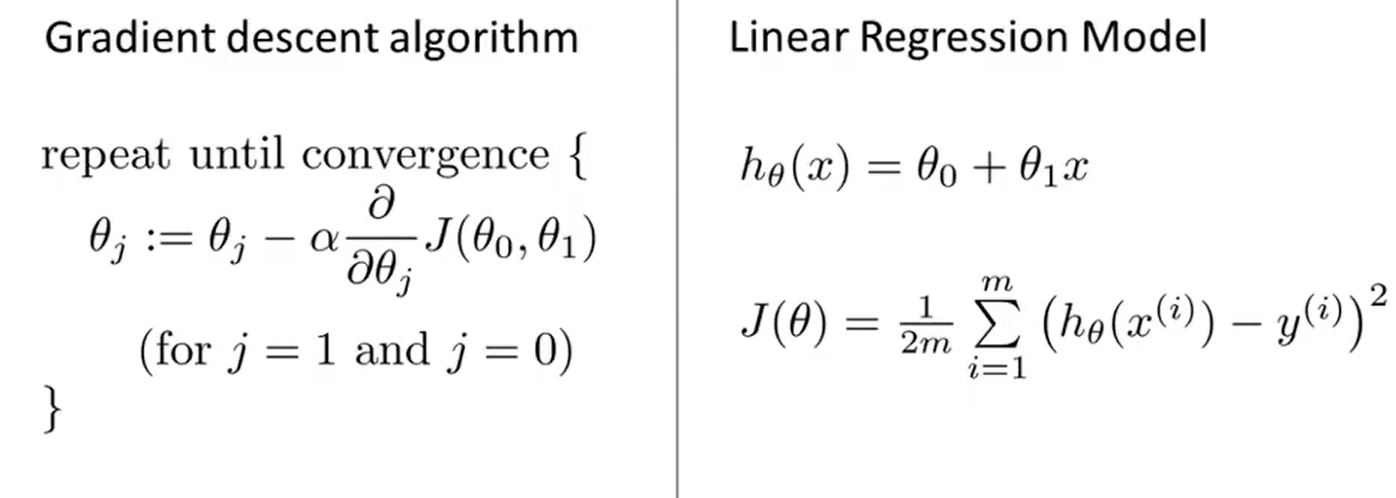 Gradient descent algorithm
repeat until convergence {
θ_j := θ_j − α ∂/∂θ_j J(θ_0, θ_1)
(for j = 1 and j = 0)
}
Linear Regression Model
h_θ(x) = θ_0 + θ_1x
J(θ) = 1/2m ∑_{i=1}^{m} (h_θ(x^{(i)}) − y^{(i)})^2